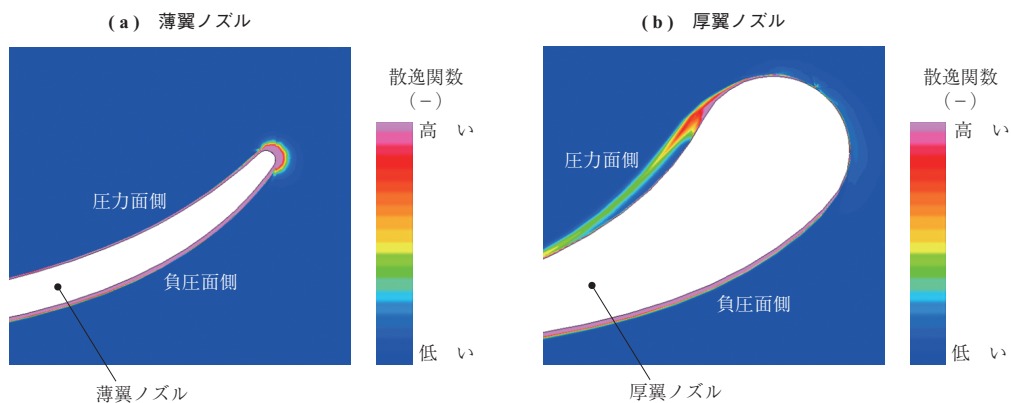 (a) 薄翼ノズル
散逸関数
(-)
高 い
低 い
圧力面側
負圧面側
薄翼ノズル
(b) 厚翼ノズル
散逸関数
(-)
高 い
低 い
圧力面側
負圧面側
厚翼ノズル